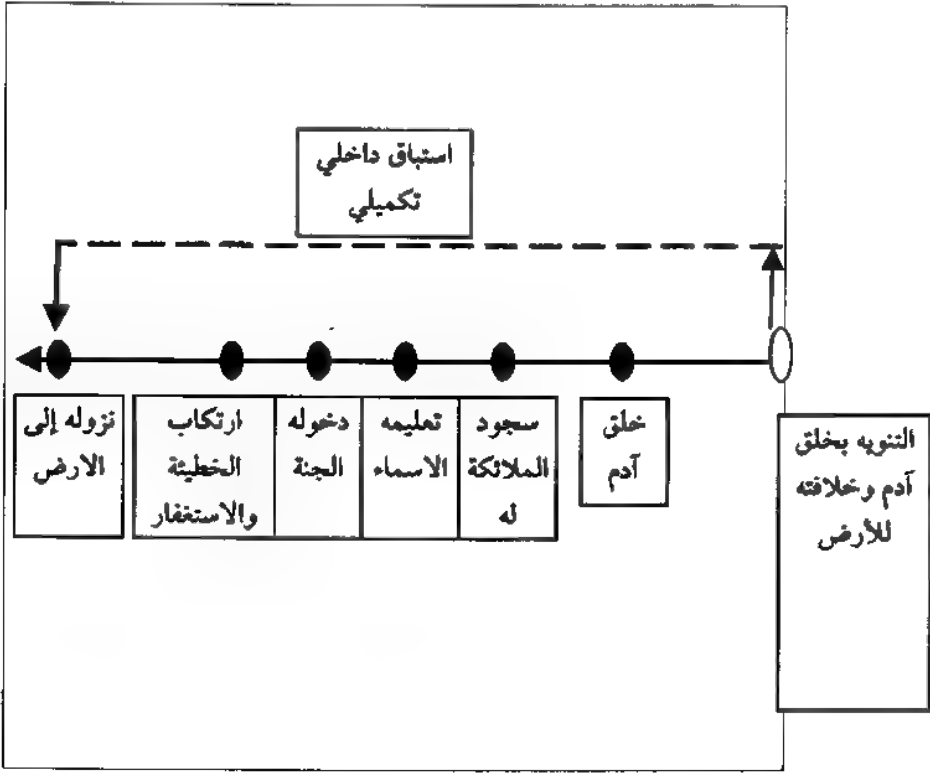 استباق داخلي
تكميلي
التنويه بخلق
آدم وخلافته
للأرض
خلق
آدم
سجود
الملائكة
له
تعليمه
الاسماء
دخوله
الجنة
ارتكاب
الخطيئة
والاستغفار
نزوله إلى
الارض